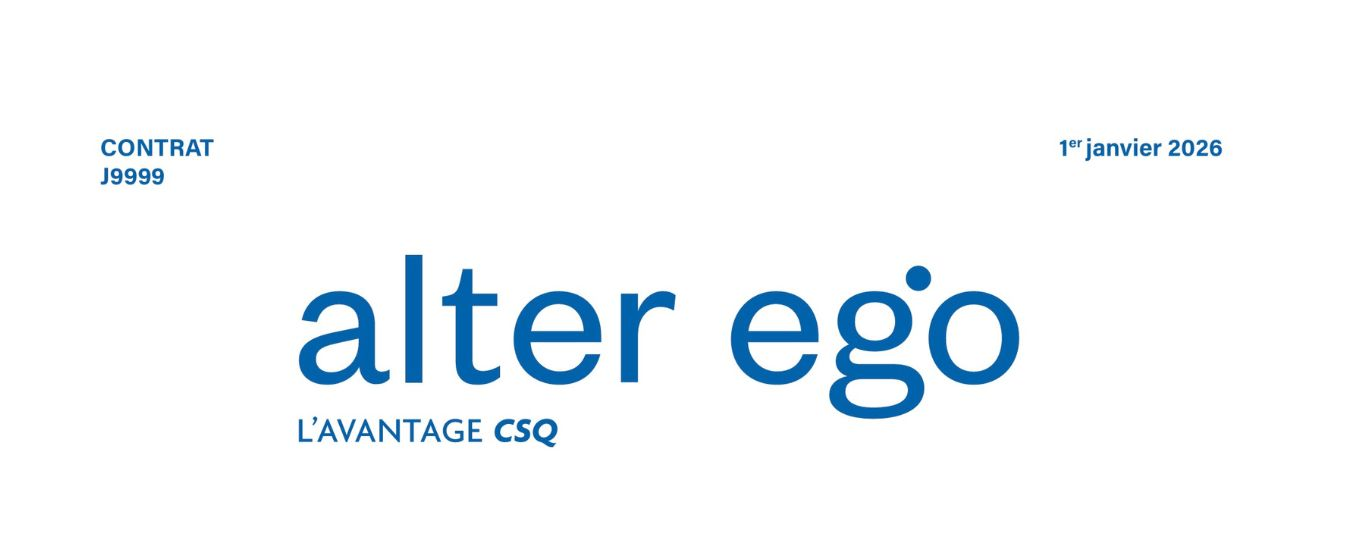 CONTRAT
J9999
1er janvier 2026
alter ego
L’AVANTAGE CSQ